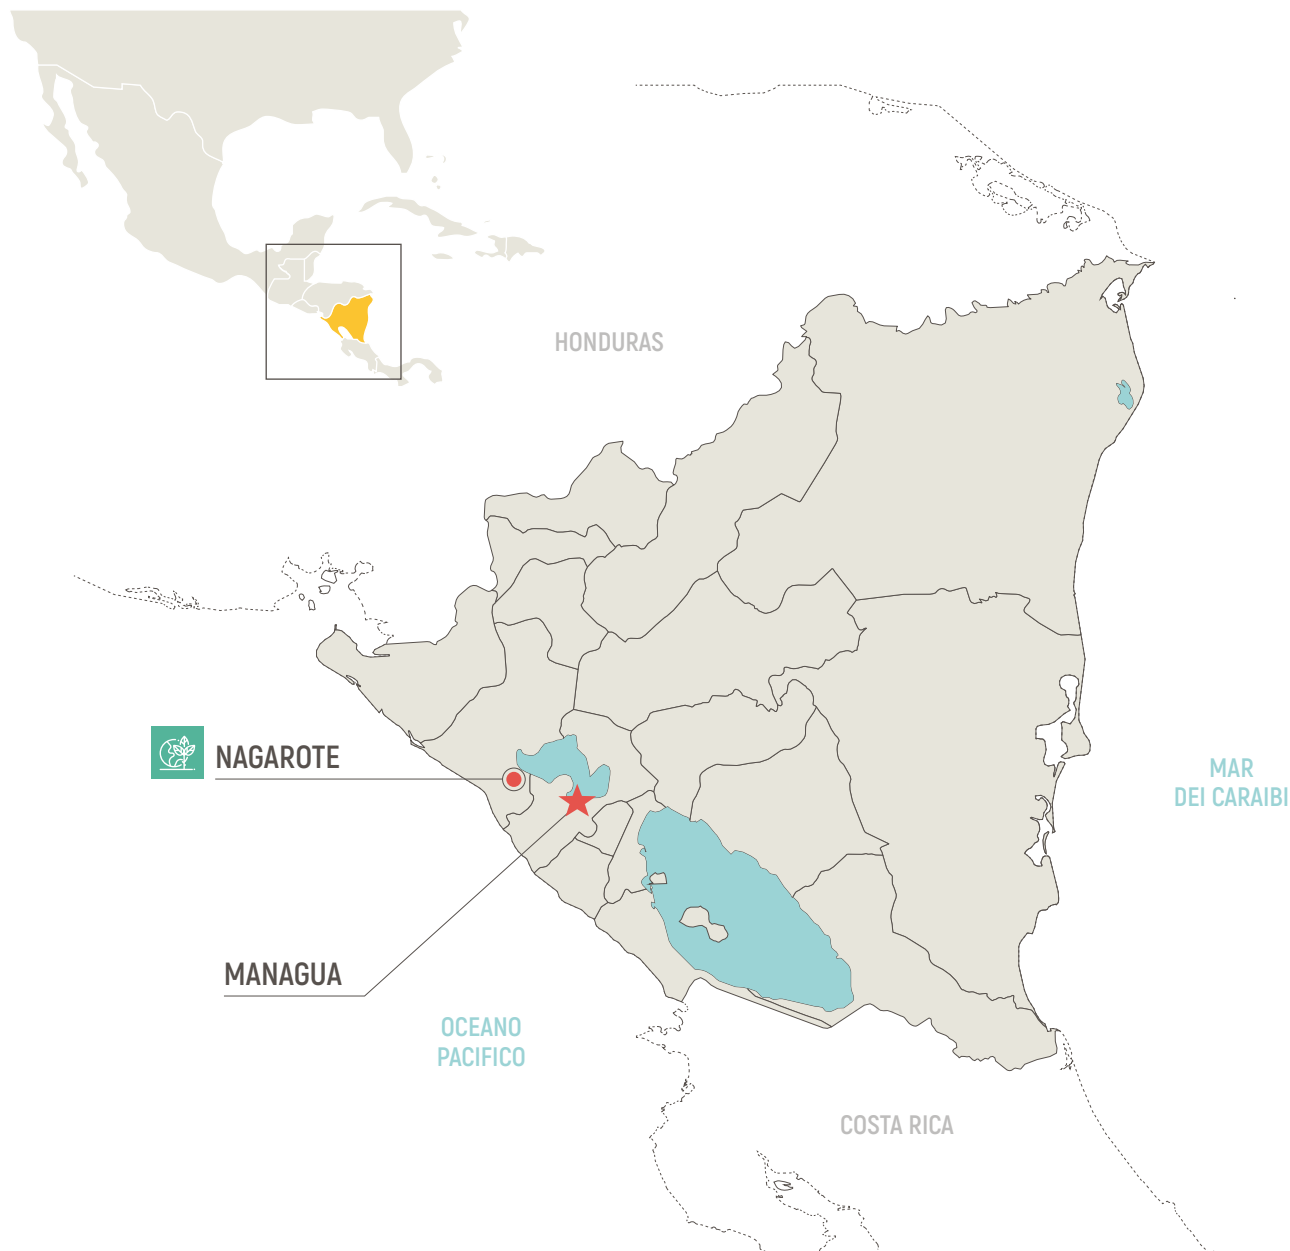 HONDURAS
NAGAROTE
MAR
DEI CARAIBI
MANAGUA
OCEANO
PACIFICO
COSTA RICA